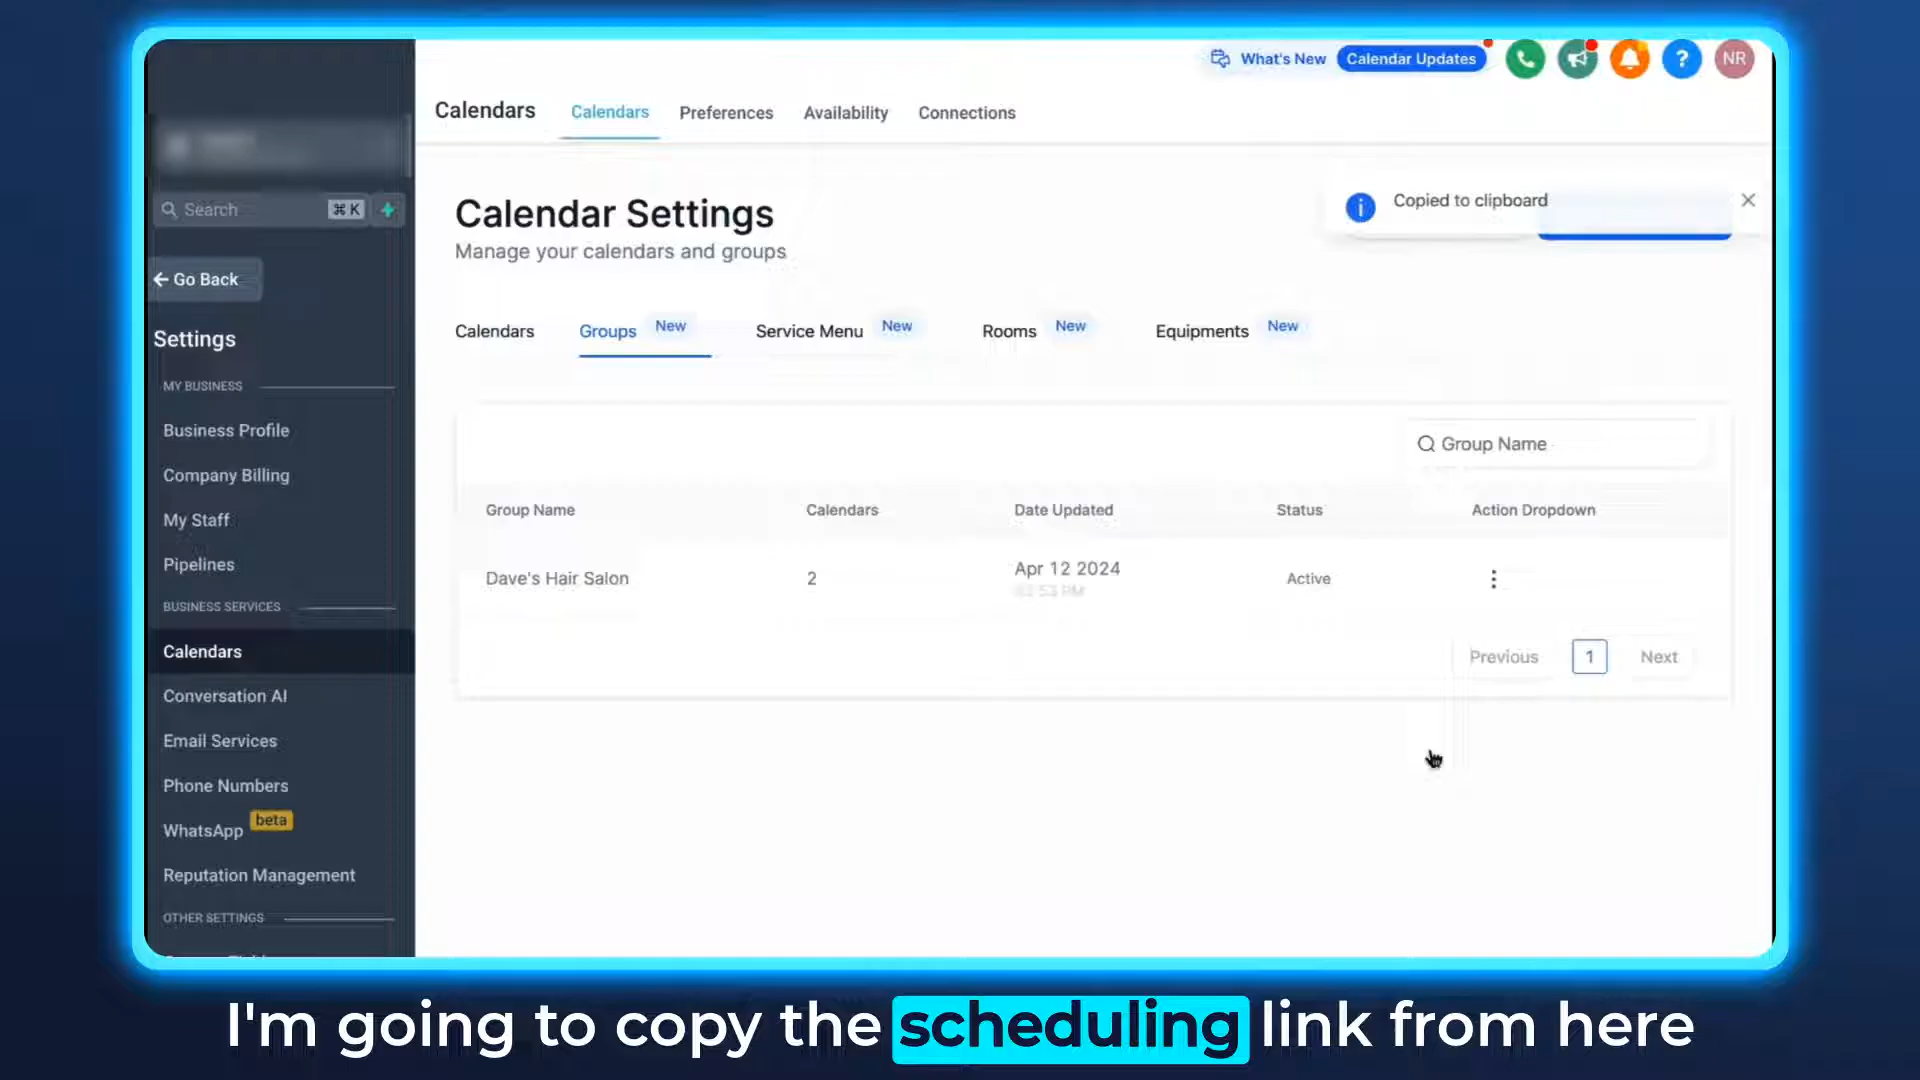 What's New
Calendar Updates
?
NR
Calendars
Calendars
Preferences
Availability
Connections
Search
⌘ K
Go Back
Settings
MY BUSINESS
Business Profile
Company Billing
My Staff
Pipelines
BUSINESS SERVICES
Calendars
Conversation AI
Email Services
Phone Numbers
WhatsApp beta
Reputation Management
OTHER SETTINGS
Calendar Settings
Manage your calendars and groups
Copied to clipboard
Calendars
Groups New
Service Menu New
Rooms New
Equipments New
Group Name
Group Name Calendars Date Updated Status Action Dropdown
Dave's Hair Salon 2 Apr 12 2024 Active
Previous 1 Next
I'm going to copy the scheduling link from here